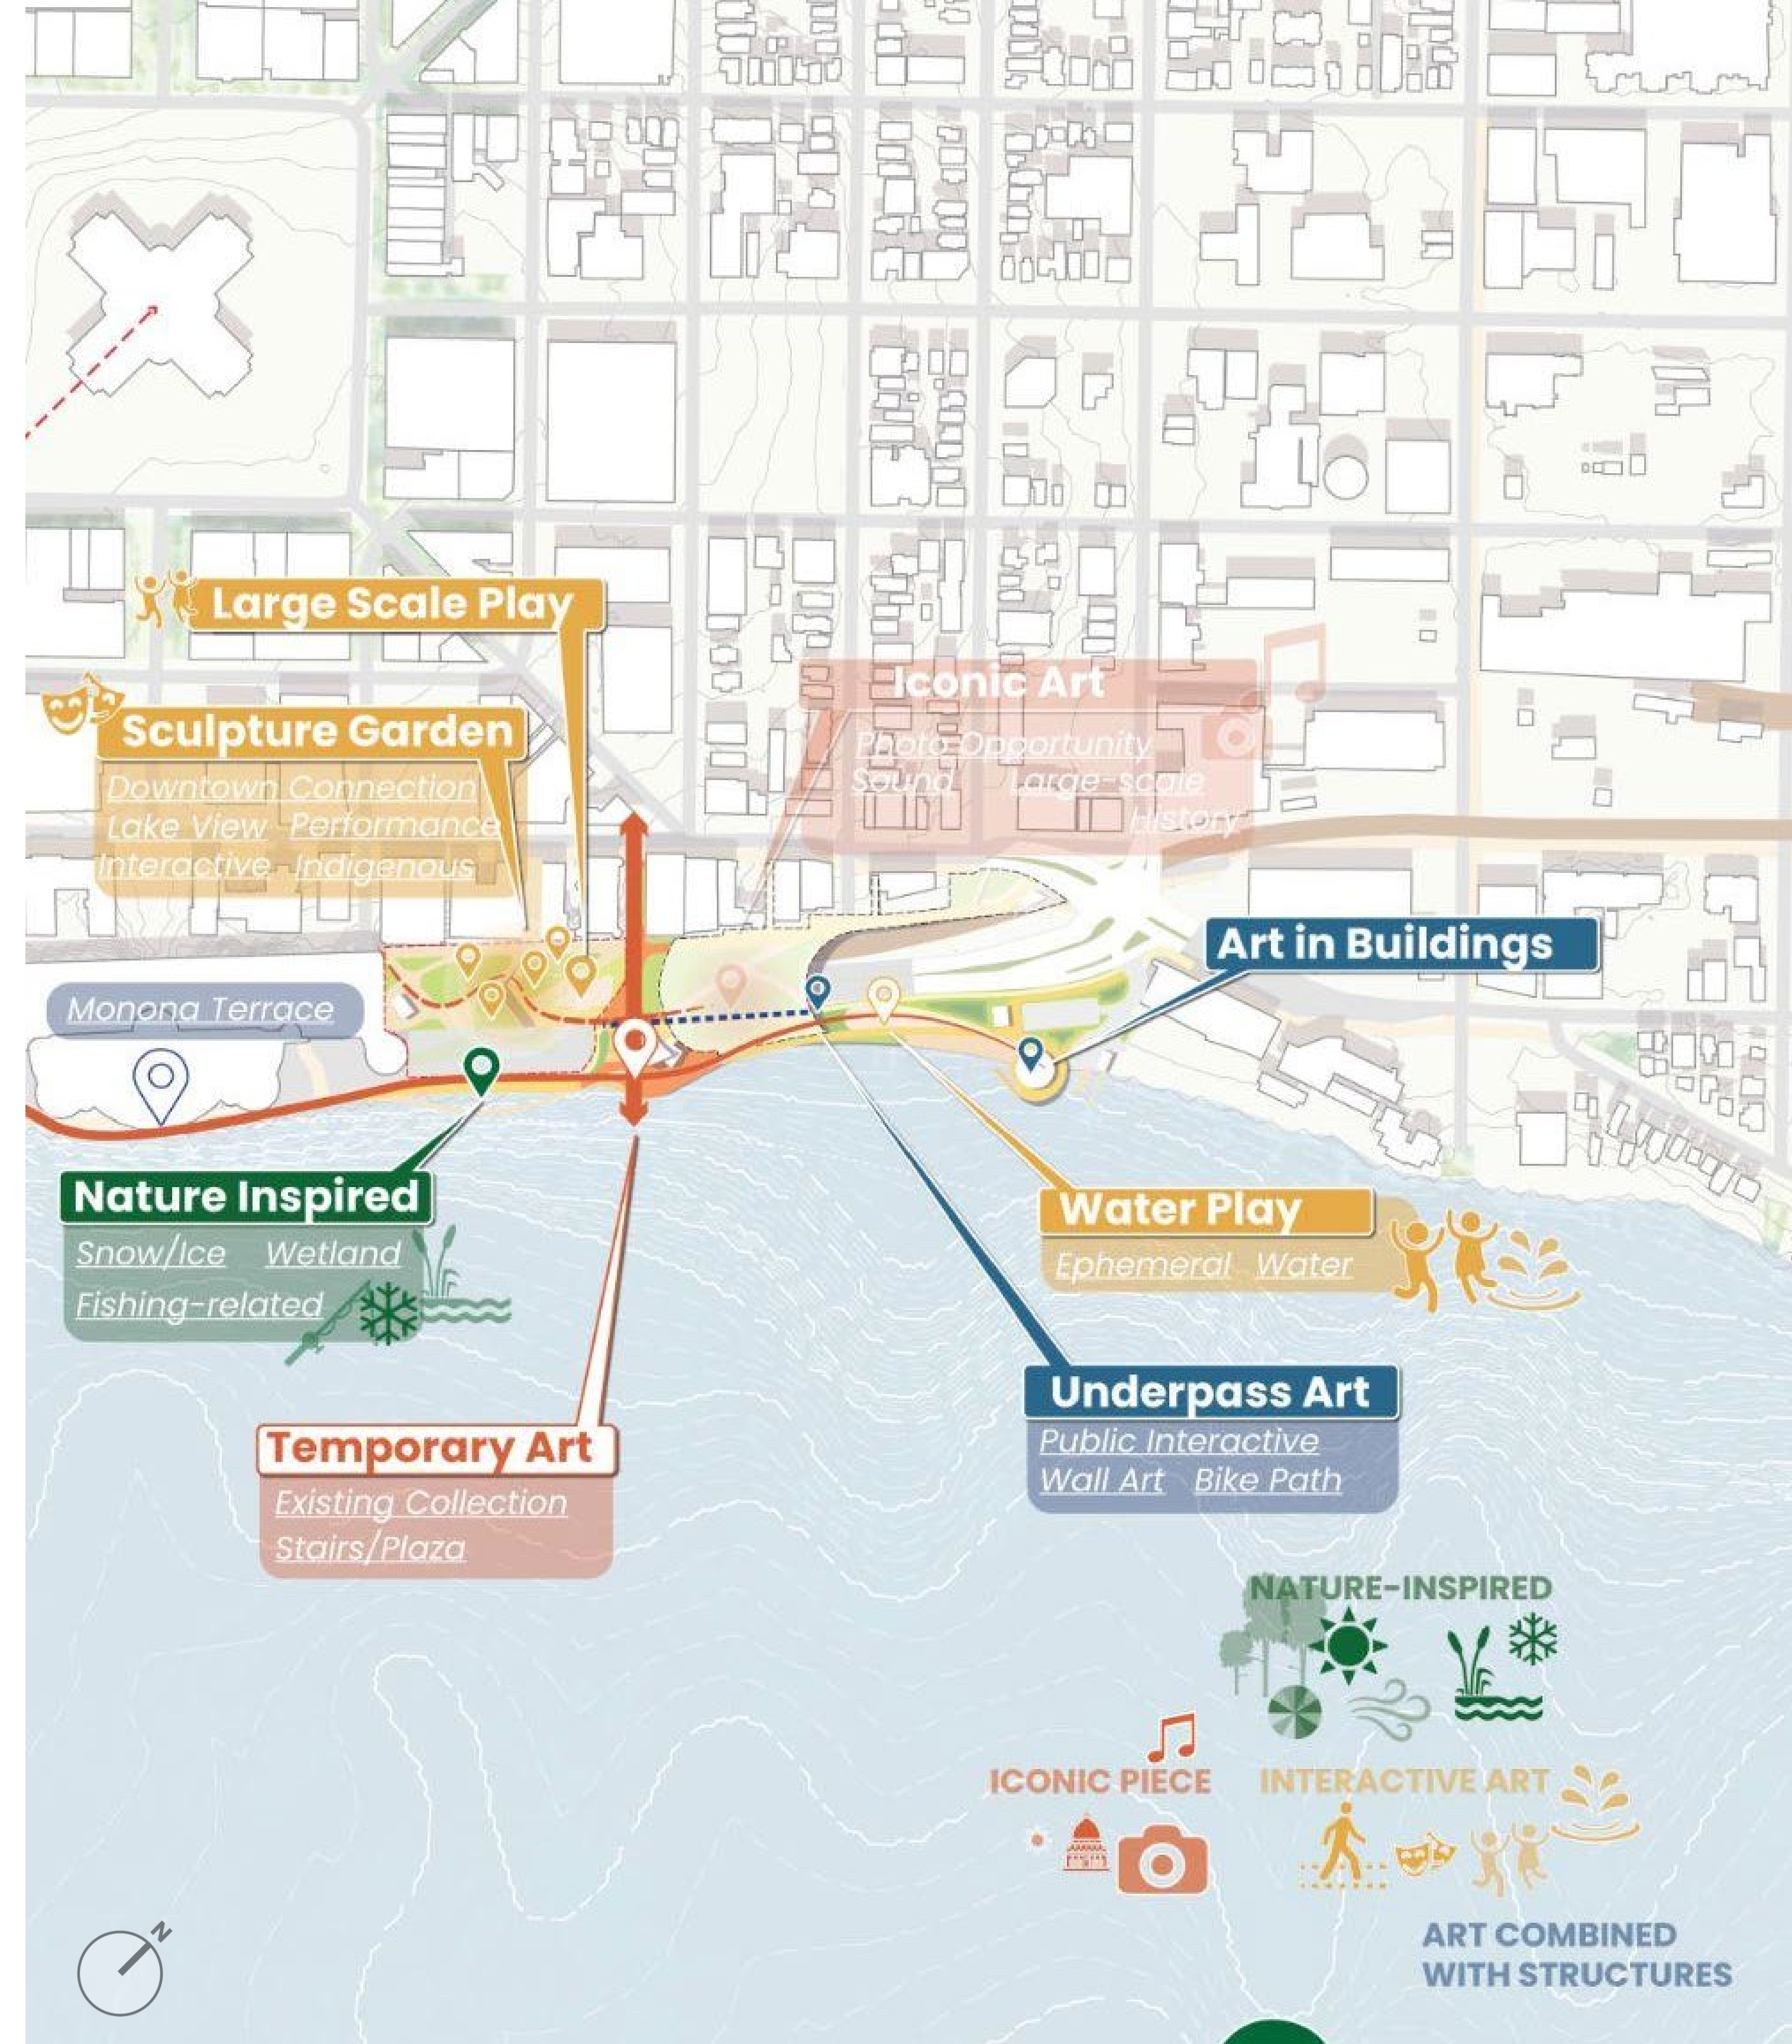 Large Scale Play
Iconic Art
Photo Opportunity
Sound Large-scale
History
Sculpture Garden
Downtown Connection
Lake View Performance
Interactive Indigenous
Art in Buildings
Monona Terrace
Nature Inspired
Snow/Ice Wetland
Fishing-related
Water Play
Ephemeral Water
Underpass Art
Public Interactive
Wall Art Bike Path
Temporary Art
Existing Collection
Stairs/Plaza
NATURE-INSPIRED
ICONIC PIECE INTERACTIVE ART
ART COMBINED
WITH STRUCTURES
N